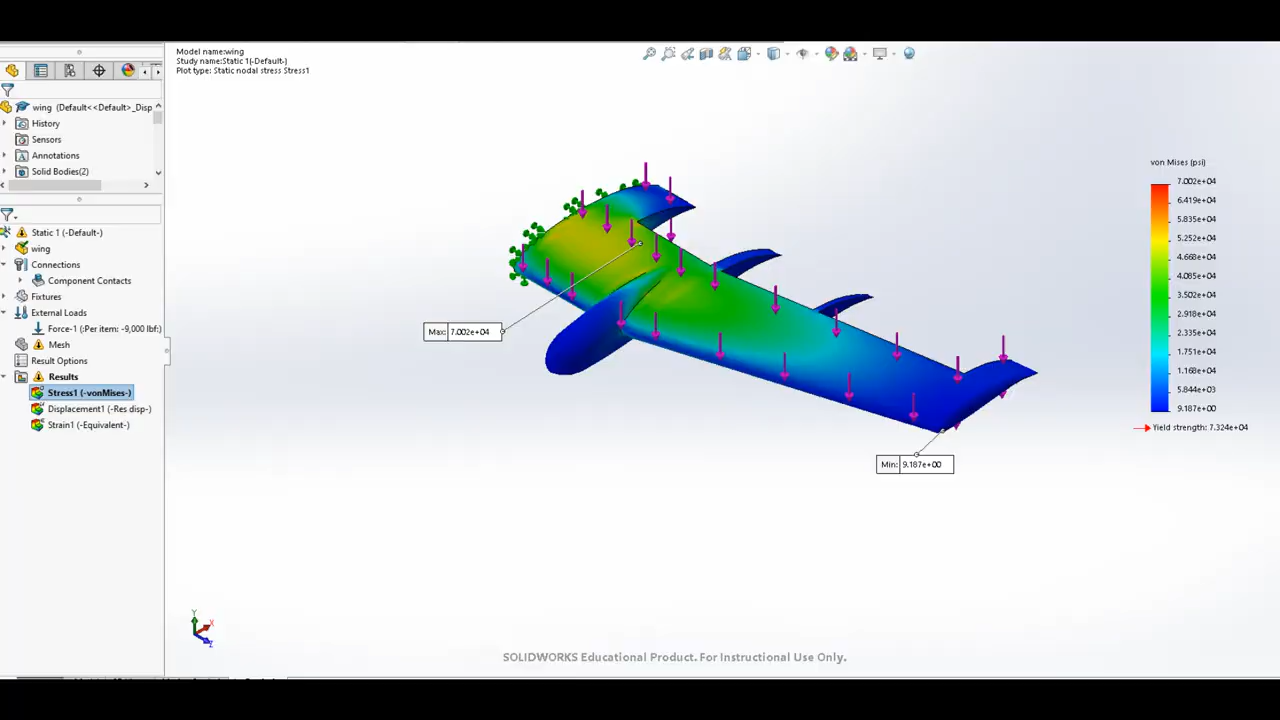 Model name:wing
Study name:Static 1(-Default-)
Plot type: Static nodal stress Stress1
wing (Default<<Default>_Disp
History
Sensors
Annotations
Solid Bodies(2)
Static 1 (-Default-)
wing
Connections
Component Contacts
Fixtures
External Loads
Force-1 (:Per item: -9,000 lbf:)
Mesh
Result Options
Results
Stress1 (-vonMises-)
Displacement1 (-Res disp-)
Strain1 (-Equivalent-)
Max: 7.002e+04
Min: 9.187e+00
von Mises (psi)
7.002e+04
6.419e+04
5.835e+04
5.252e+04
4.669e+04
4.085e+04
3.502e+04
2.918e+04
2.335e+04
1.751e+04
1.168e+04
5.844e+03
9.187e+00
Yield strength: 7.324e+04
Y
X
Z
SOLIDWORKS Educational Product. For Instructional Use Only.